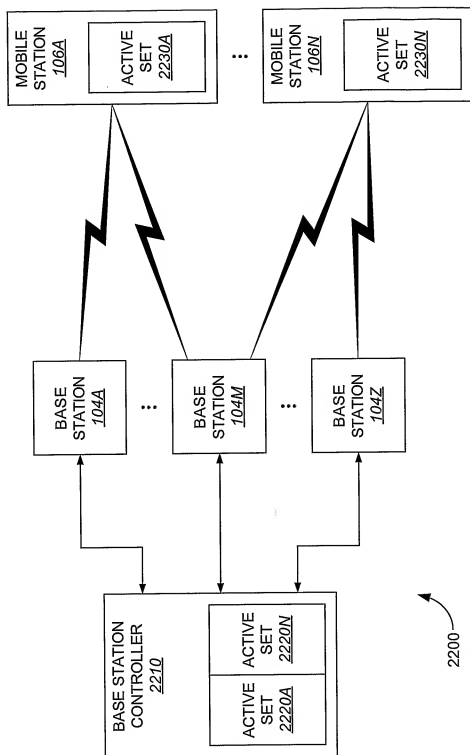 BASE STATION
CONTROLLER
2210
ACTIVE
SET
2220A
ACTIVE
SET
2220N
BASE
STATION
104A
BASE
STATION
104M
BASE
STATION
104Z
MOBILE
STATION
106A
ACTIVE
SET
2230A
MOBILE
STATION
106N
ACTIVE
SET
2230N
2200